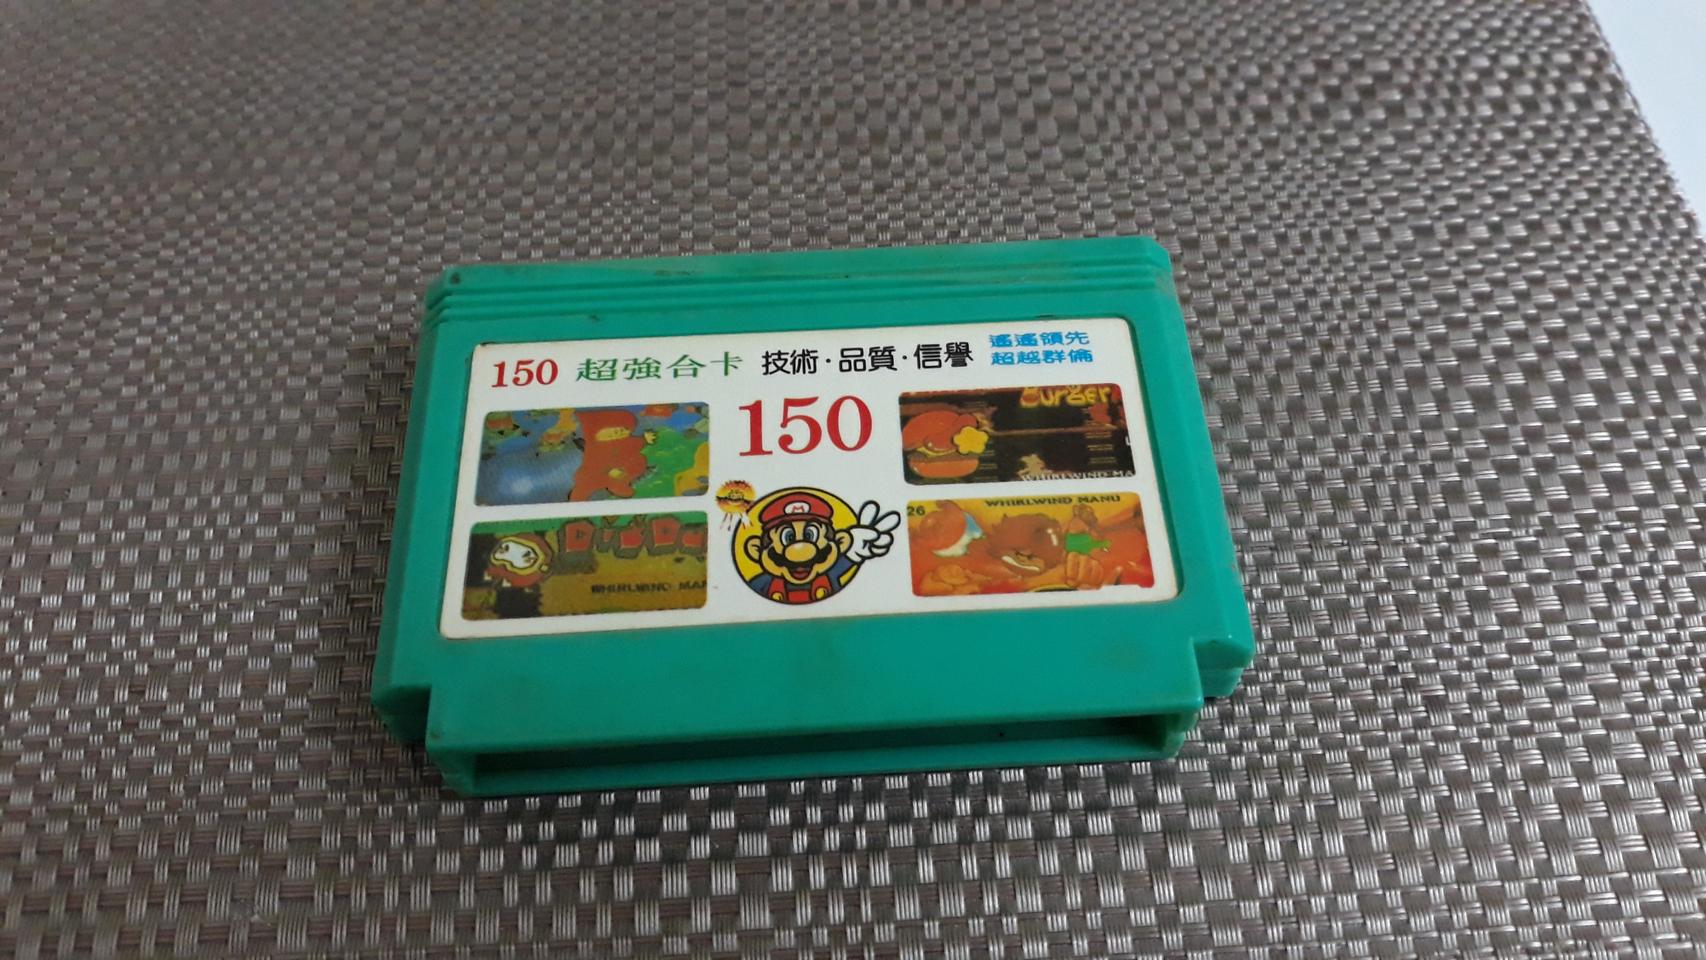 150 超強合卡 技術·品質·信譽
遙遙領先
超越群倫
150
Burger
WHIRLWIND MA
WHIRLWIND MAN
26 WHIRLWIND MANU
M